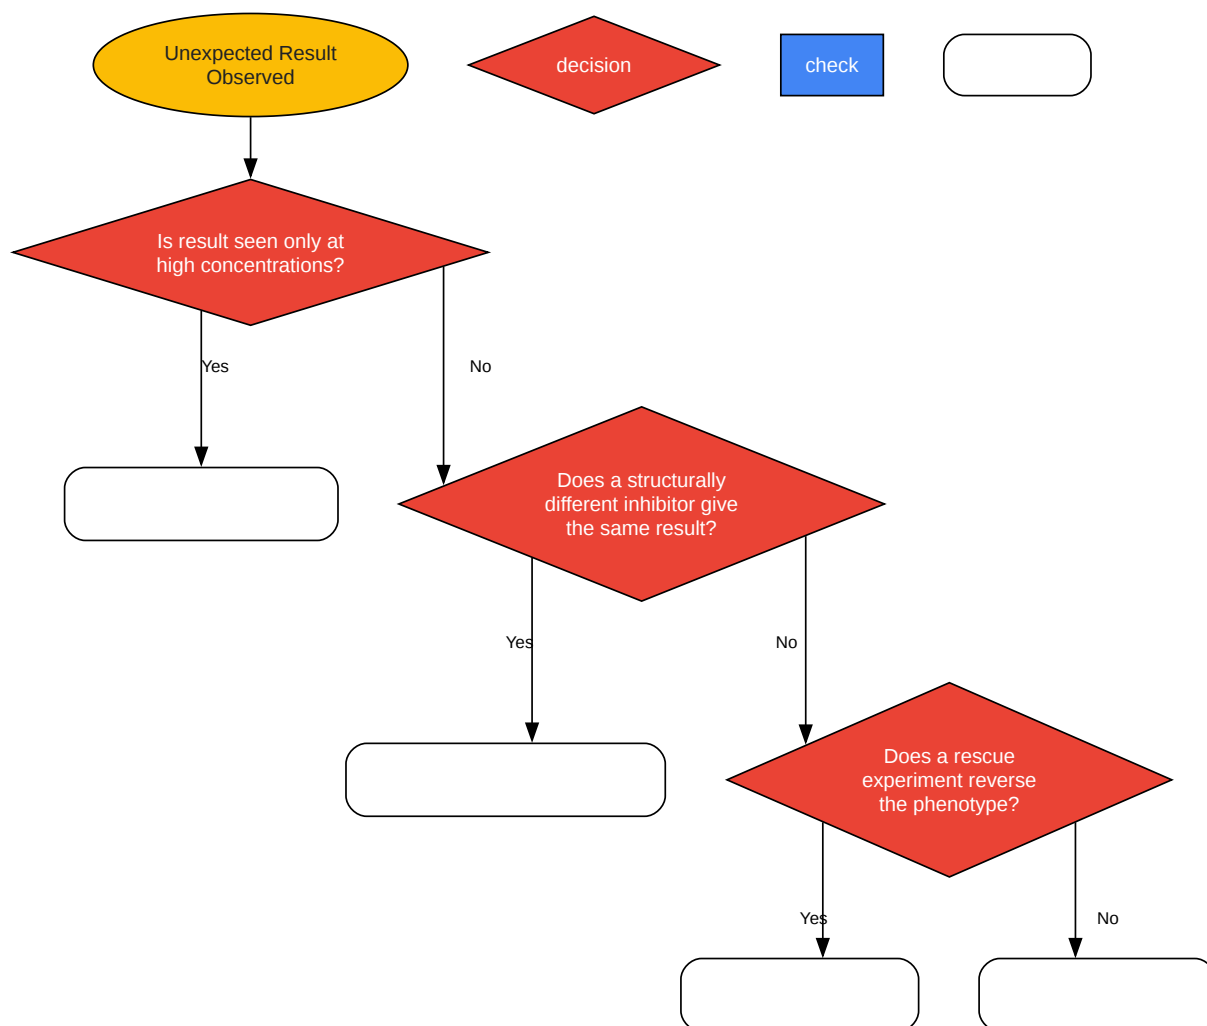 Unexpected Result
Observed
decision
check
Is result seen only at
high concentrations?
Yes
No
Does a structurally
different inhibitor give
the same result?
Yes
No
Does a rescue
experiment reverse
the phenotype?
Yes
No